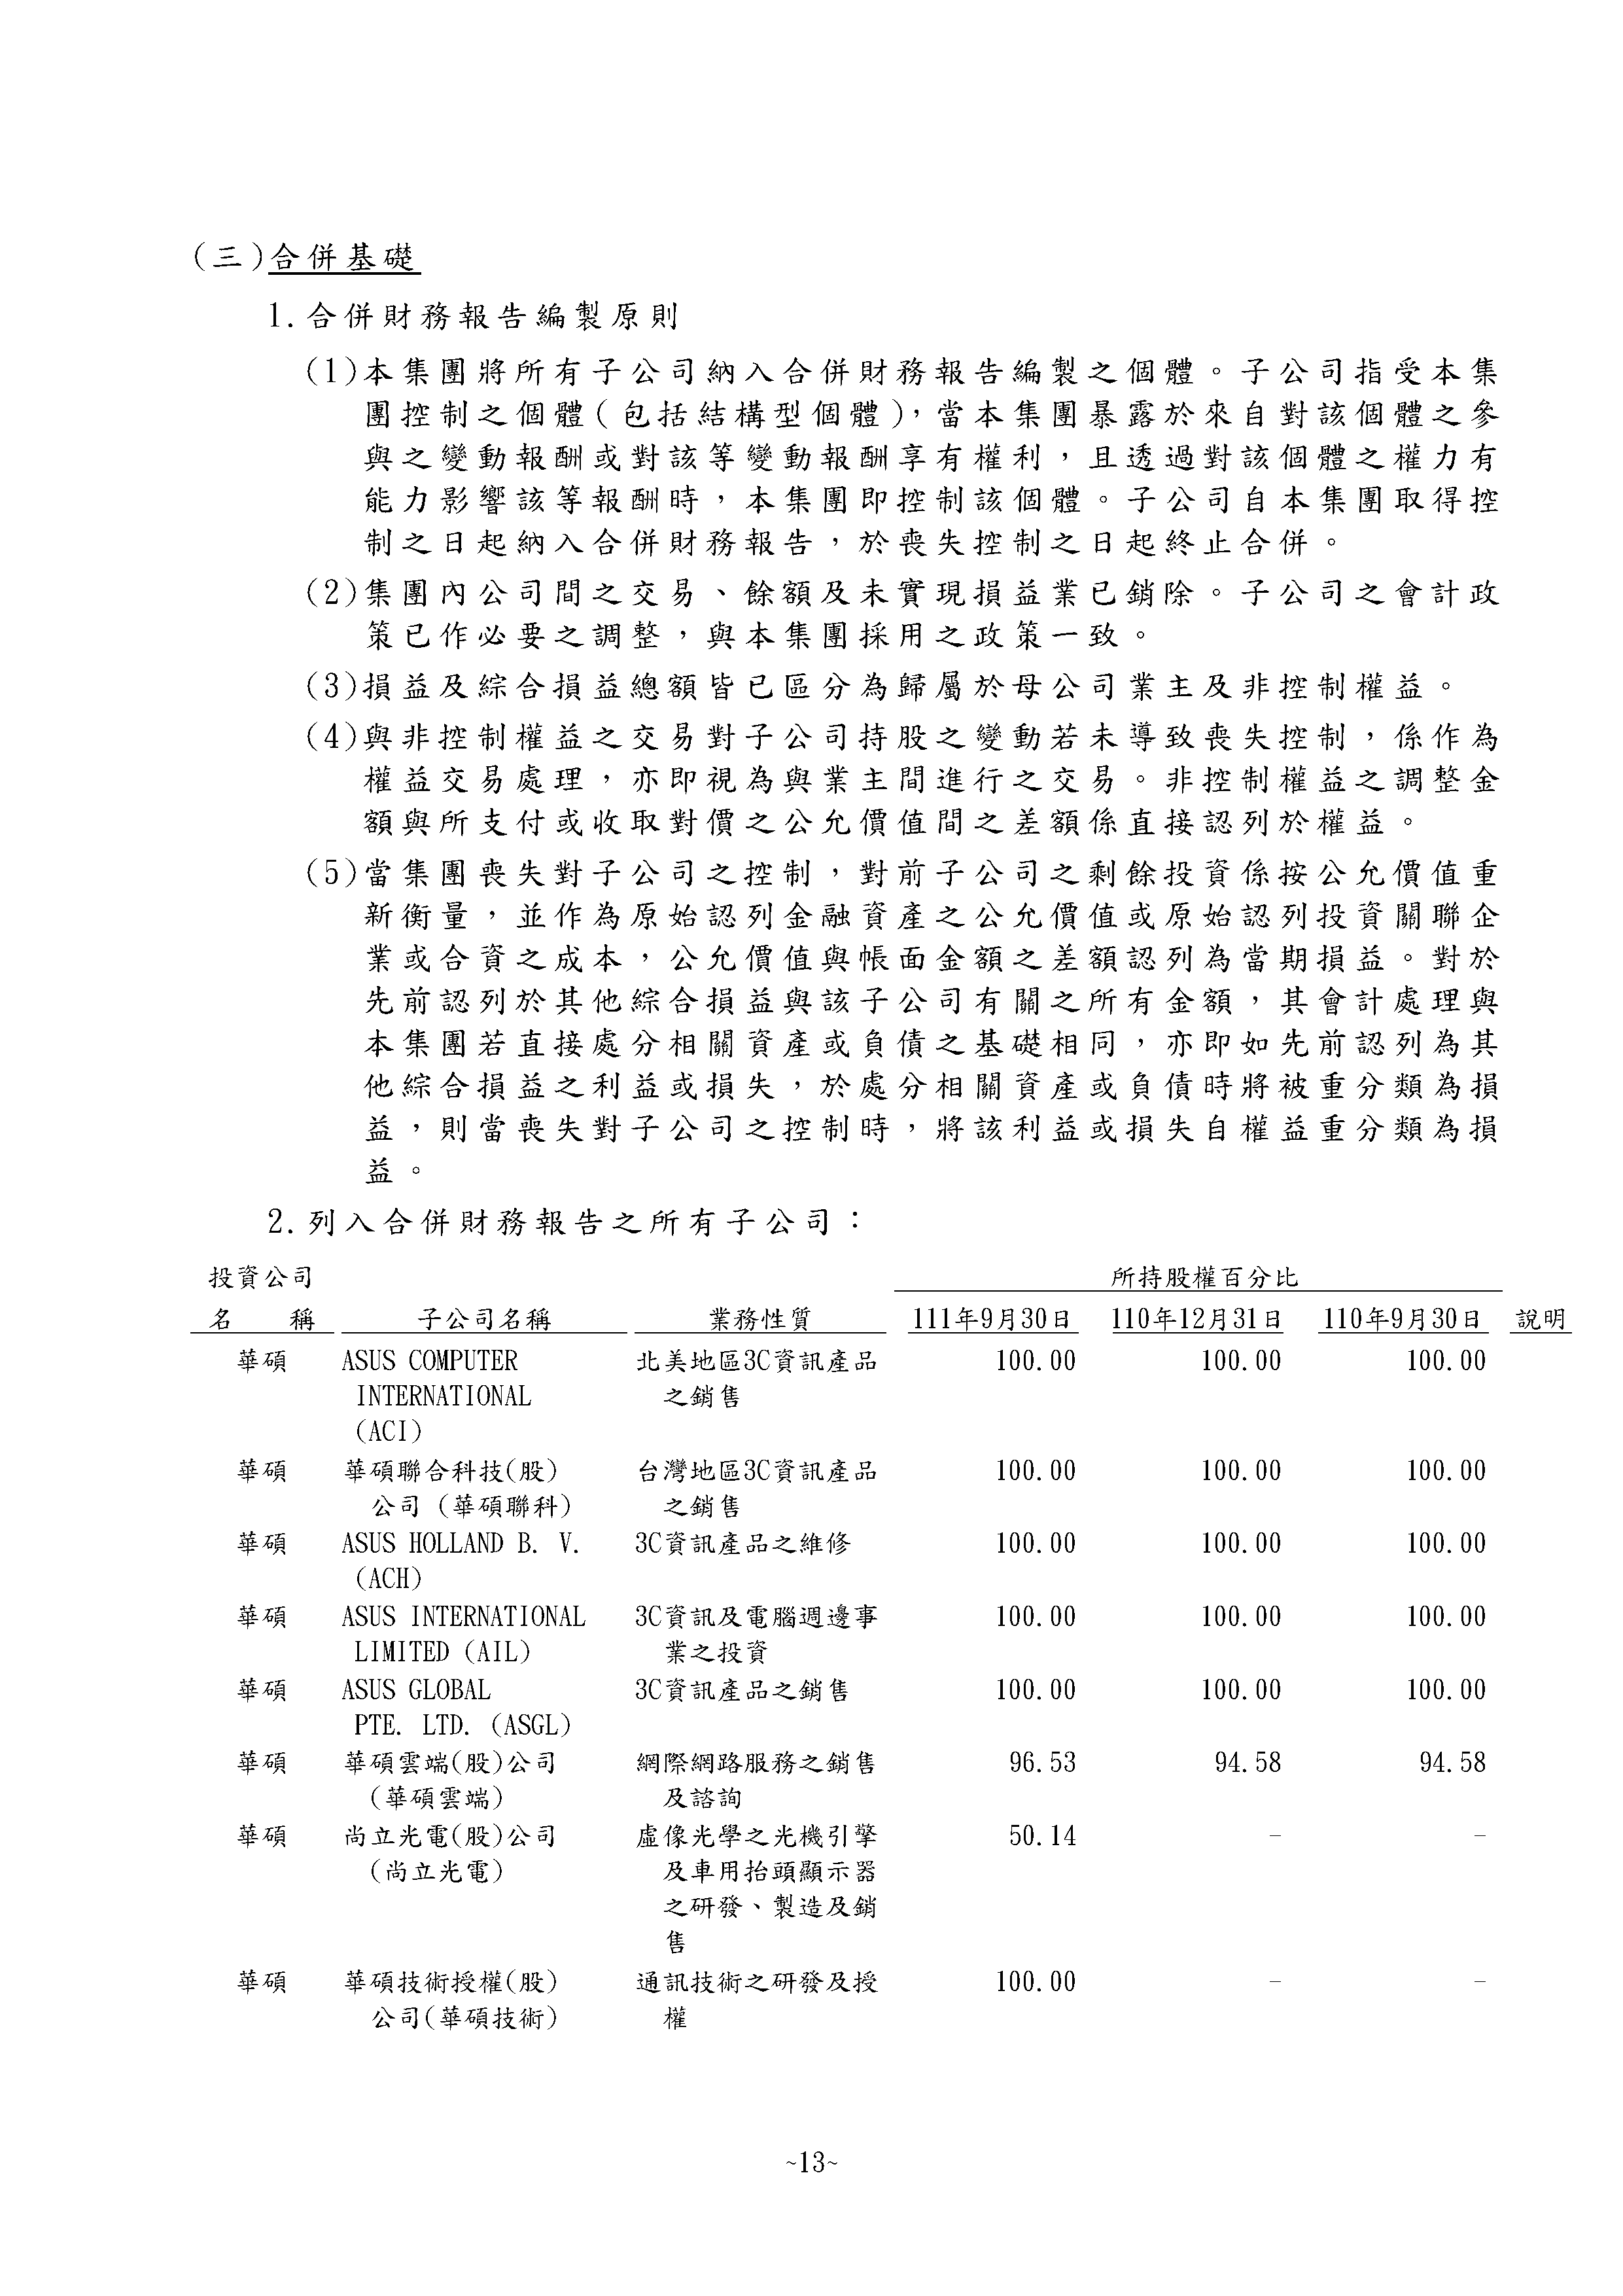 (三)合併基礎
1.合併財務報告編製原則
(1)本集團將所有子公司納入合併財務報告編製之個體。子公司指受本集
團控制之個體(包括結構型個體)，當本集團暴露於來自對該個體之參
與之變動報酬或對該等變動報酬享有權利，且透過對該個體之權力有
能力影響該等報酬時，本集團即控制該個體。子公司自本集團取得控
制之日起納入合併財務報告，於喪失控制之日起終止合併。
(2)集團內公司間之交易、餘額及未實現損益業已銷除。子公司之會計政
策已作必要之調整，與本集團採用之政策一致。
(3)損益及綜合損益總額皆已區分為歸屬於母公司業主及非控制權益。
(4)與非控制權益之交易對子公司持股之變動若未導致喪失控制，係作為
權益交易處理，亦即視為與業主間進行之交易。非控制權益之調整金
額與所支付或收取對價之公允價值間之差額係直接認列於權益。
(5)當集團喪失對子公司之控制，對前子公司之剩餘投資係按公允價值重
新衡量，並作為原始認列金融資產之公允價值或原始認列投資關聯企
業或合資之成本，公允價值與帳面金額之差額認列為當期損益。對於
先前認列於其他綜合損益與該子公司有關之所有金額，其會計處理與
本集團若直接處分相關資產或負債之基礎相同，亦即如先前認列為其
他綜合損益之利益或損失，於處分相關資產或負債時將被重分類為損
益，則當喪失對子公司之控制時，將該利益或損失自權益重分類為損
益。
2.列入合併財務報告之所有子公司：
投資公司 所持股權百分比
名 稱 子公司名稱 業務性質 111年9月30日 110年12月31日 110年9月30日 說明
華碩 ASUS COMPUTER 北美地區3C資訊產品 100.00 100.00 100.00
INTERNATIONAL 之銷售
(ACI)
華碩 華碩聯合科技(股) 台灣地區3C資訊產品 100.00 100.00 100.00
公司 (華碩聯科) 之銷售
華碩 ASUS HOLLAND B. V. 3C資訊產品之維修 100.00 100.00 100.00
(ACH)
華碩 ASUS INTERNATIONAL 3C資訊及電腦週邊事 100.00 100.00 100.00
LIMITED (AIL) 業之投資
華碩 ASUS GLOBAL 3C資訊產品之銷售 100.00 100.00 100.00
PTE. LTD. (ASGL)
華碩 華碩雲端(股)公司 網際網路服務之銷售 96.53 94.58 94.58
(華碩雲端) 及諮詢
華碩 尚立光電(股)公司 虛像光學之光機引擎 50.14 － －
(尚立光電) 及車用抬頭顯示器
之研發、製造及銷
售
華碩 華碩技術授權(股) 通訊技術之研發及授 100.00 － －
公司(華碩技術) 權
~13~